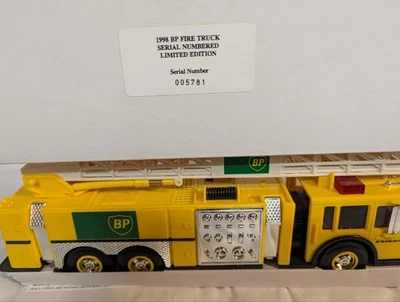 1998 BP FIRE TRUCK
SERIAL NUMBERED
LIMITED EDITION
Serial Number
005781
BP
BP